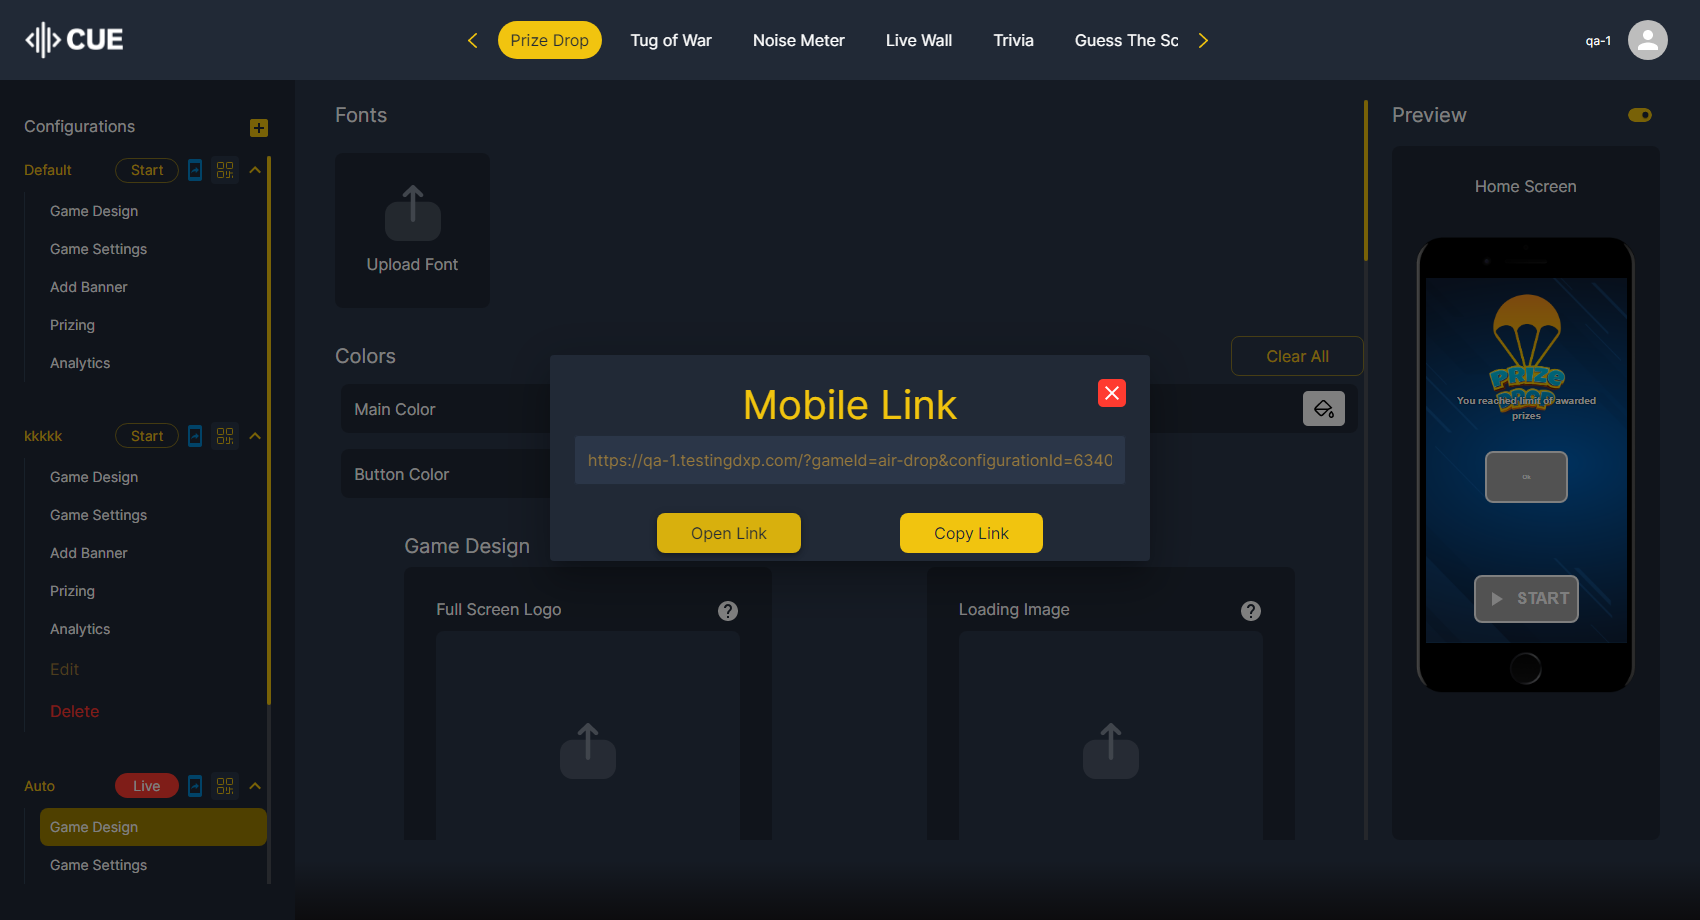 CUE
Prize Drop
Tug of War
Noise Meter
Live Wall
Trivia
Guess The Sc
qa-1
Configurations
Default
Start
Game Design
Game Settings
Add Banner
Prizing
Analytics
kkkkk
Start
Game Design
Game Settings
Add Banner
Prizing
Analytics
Edit
Delete
Auto
Live
Game Design
Game Settings
Fonts
Upload Font
Colors
Clear All
Main Color
Button Color
Mobile Link
https://qa-1.testingdxp.com/?gameId=air-drop&configurationId=6340
Open Link
Copy Link
Game Design
Full Screen Logo
?
Loading Image
?
Preview
Home Screen
PRIZE
DROP
You reached limit of awarded
prizes
Ok
START